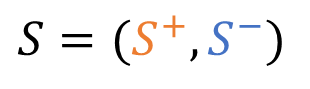 S = (S⁺, S⁻)